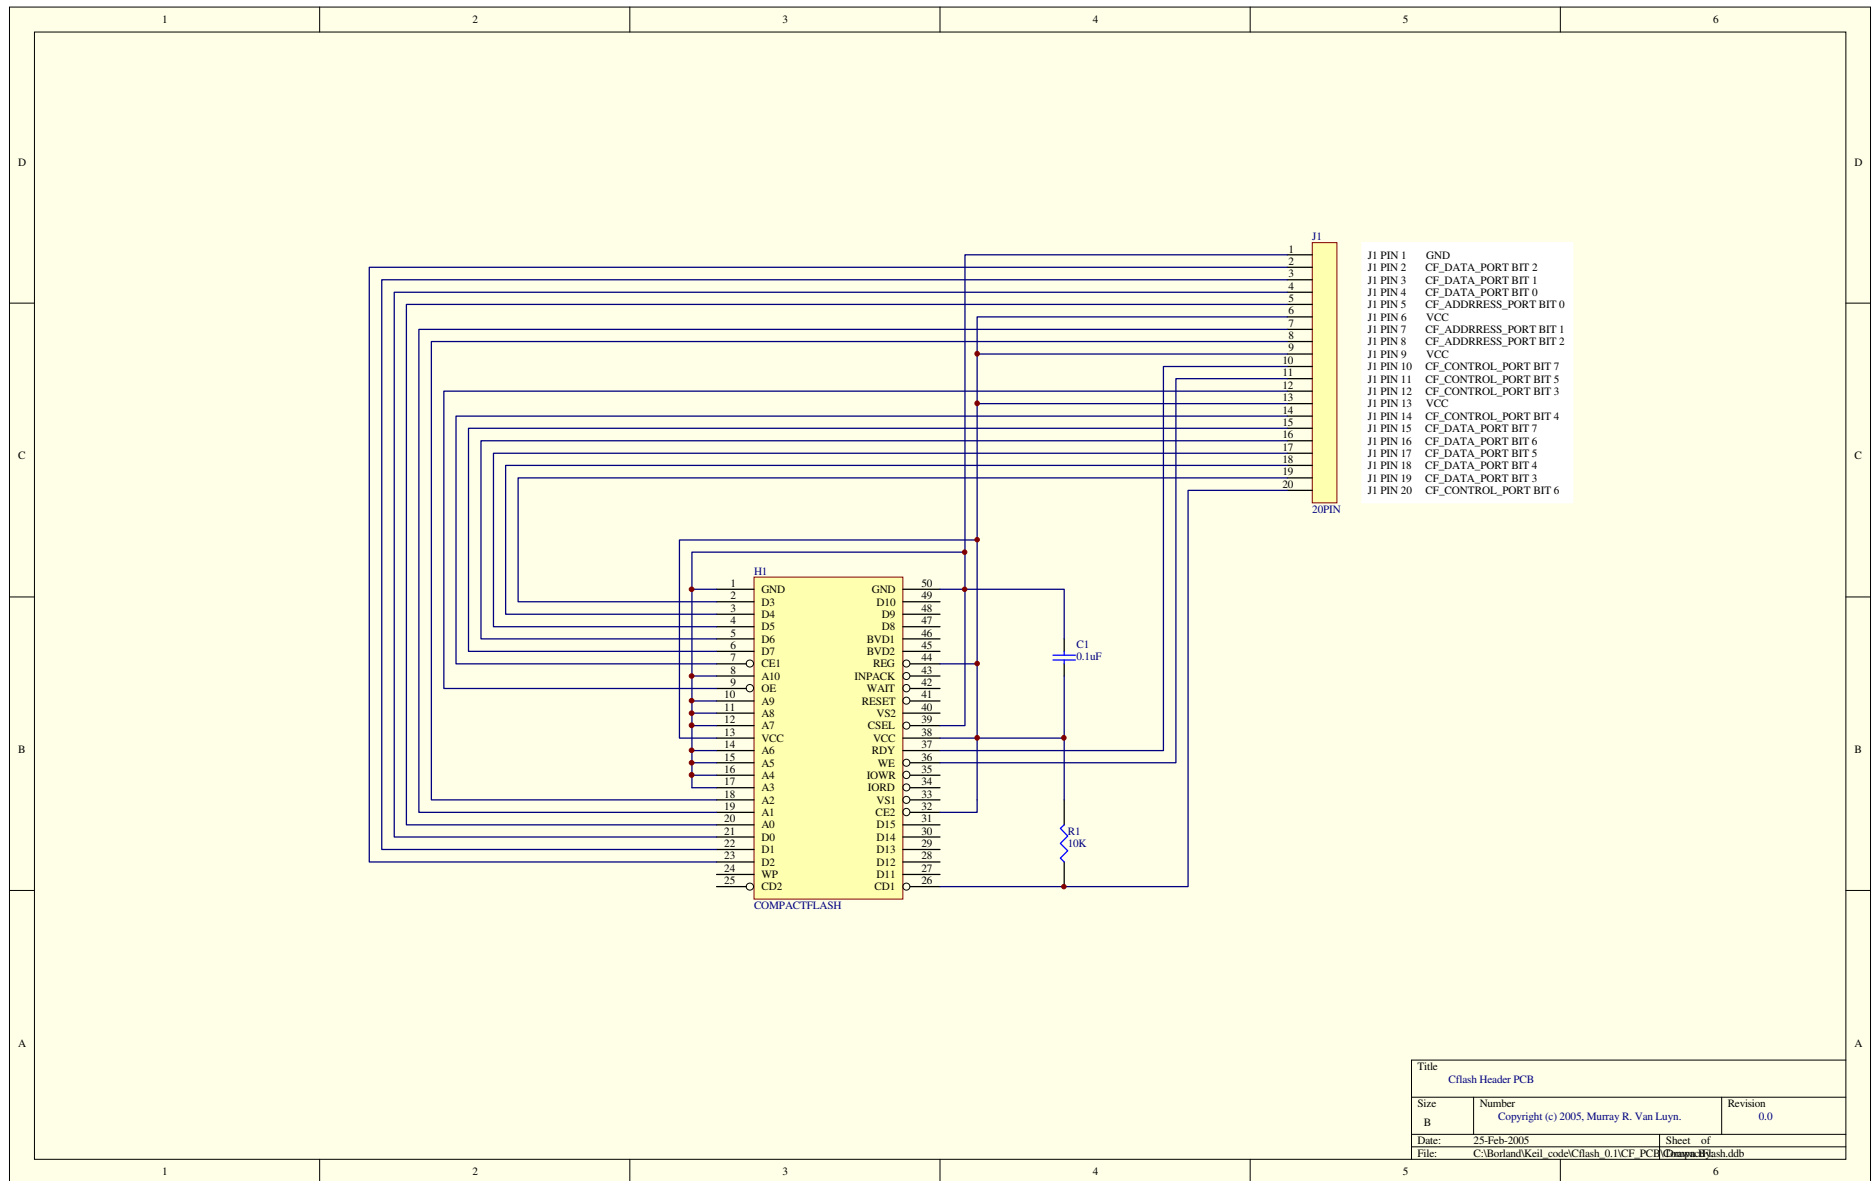 1 2 3 4 5 6
D D
C C
B B
A A
J1
1
2
3
4
5
6
7
8
9
10
11
12
13
14
15
16
17
18
19
20
20PIN
J1 PIN 1 GND
J1 PIN 2 CF_DATA_PORT BIT 2
J1 PIN 3 CF_DATA_PORT BIT 1
J1 PIN 4 CF_DATA_PORT BIT 0
J1 PIN 5 CF_ADDRRESS_PORT BIT 0
J1 PIN 6 VCC
J1 PIN 7 CF_ADDRRESS_PORT BIT 1
J1 PIN 8 CF_ADDRRESS_PORT BIT 2
J1 PIN 9 VCC
J1 PIN 10 CF_CONTROL_PORT BIT 7
J1 PIN 11 CF_CONTROL_PORT BIT 5
J1 PIN 12 CF_CONTROL_PORT BIT 3
J1 PIN 13 VCC
J1 PIN 14 CF_CONTROL_PORT BIT 4
J1 PIN 15 CF_DATA_PORT BIT 7
J1 PIN 16 CF_DATA_PORT BIT 6
J1 PIN 17 CF_DATA_PORT BIT 5
J1 PIN 18 CF_DATA_PORT BIT 4
J1 PIN 19 CF_DATA_PORT BIT 3
J1 PIN 20 CF_CONTROL_PORT BIT 6
H1
1 GND GND 50
2 D3 D10 49
3 D4 D9 48
4 D5 D8 47
5 D6 BVD1 46
6 D7 BVD2 45
7 CE1 REG 44
8 A10 INPACK 43
9 OE WAIT 42
10 A9 RESET 41
11 A8 VS2 40
12 A7 CSEL 39
13 VCC VCC 38
14 A6 RDY 37
15 A5 WE 36
16 A4 IOWR 35
17 A3 IORD 34
18 A2 VS1 33
19 A1 CE2 32
20 A0 D15 31
21 D0 D14 30
22 D1 D13 29
23 D2 D12 28
24 WP D11 27
25 CD2 CD1 26
COMPACTFLASH
C1
0.1uF
R1
10K
Title
Cflash Header PCB
Size Number Revision
B Copyright (c) 2005, Murray R. Van Luyn. 0.0
Date: 25-Feb-2005 Sheet of
File: C:\Borland\Keil_code\Cflash_0.1\CF_PCB
1 2 3 4 5 6